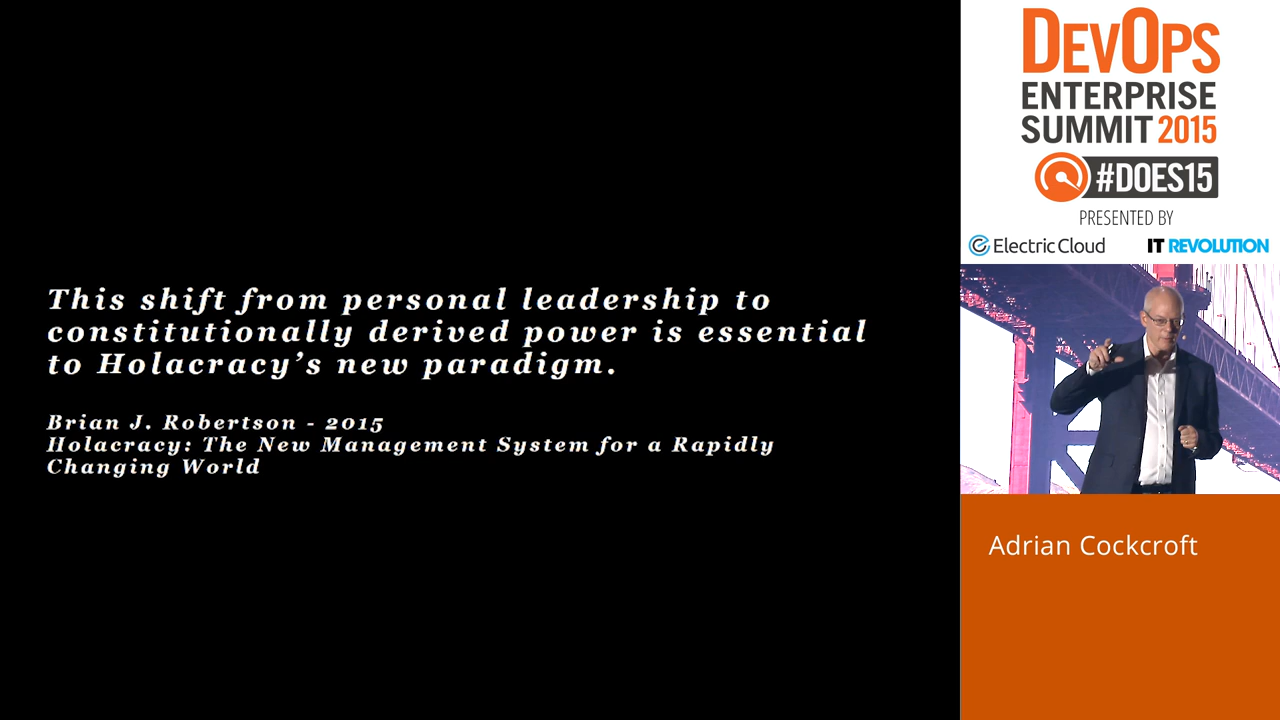 This shift from personal leadership to
constitutionally derived power is essential
to Holacracy’s new paradigm.
Brian J. Robertson - 2015
Holacracy: The New Management System for a Rapidly
Changing World
DEVOPS
ENTERPRISE
SUMMIT 2015
#DOES15
PRESENTED BY
Electric Cloud
IT REVOLUTION
Adrian Cockcroft